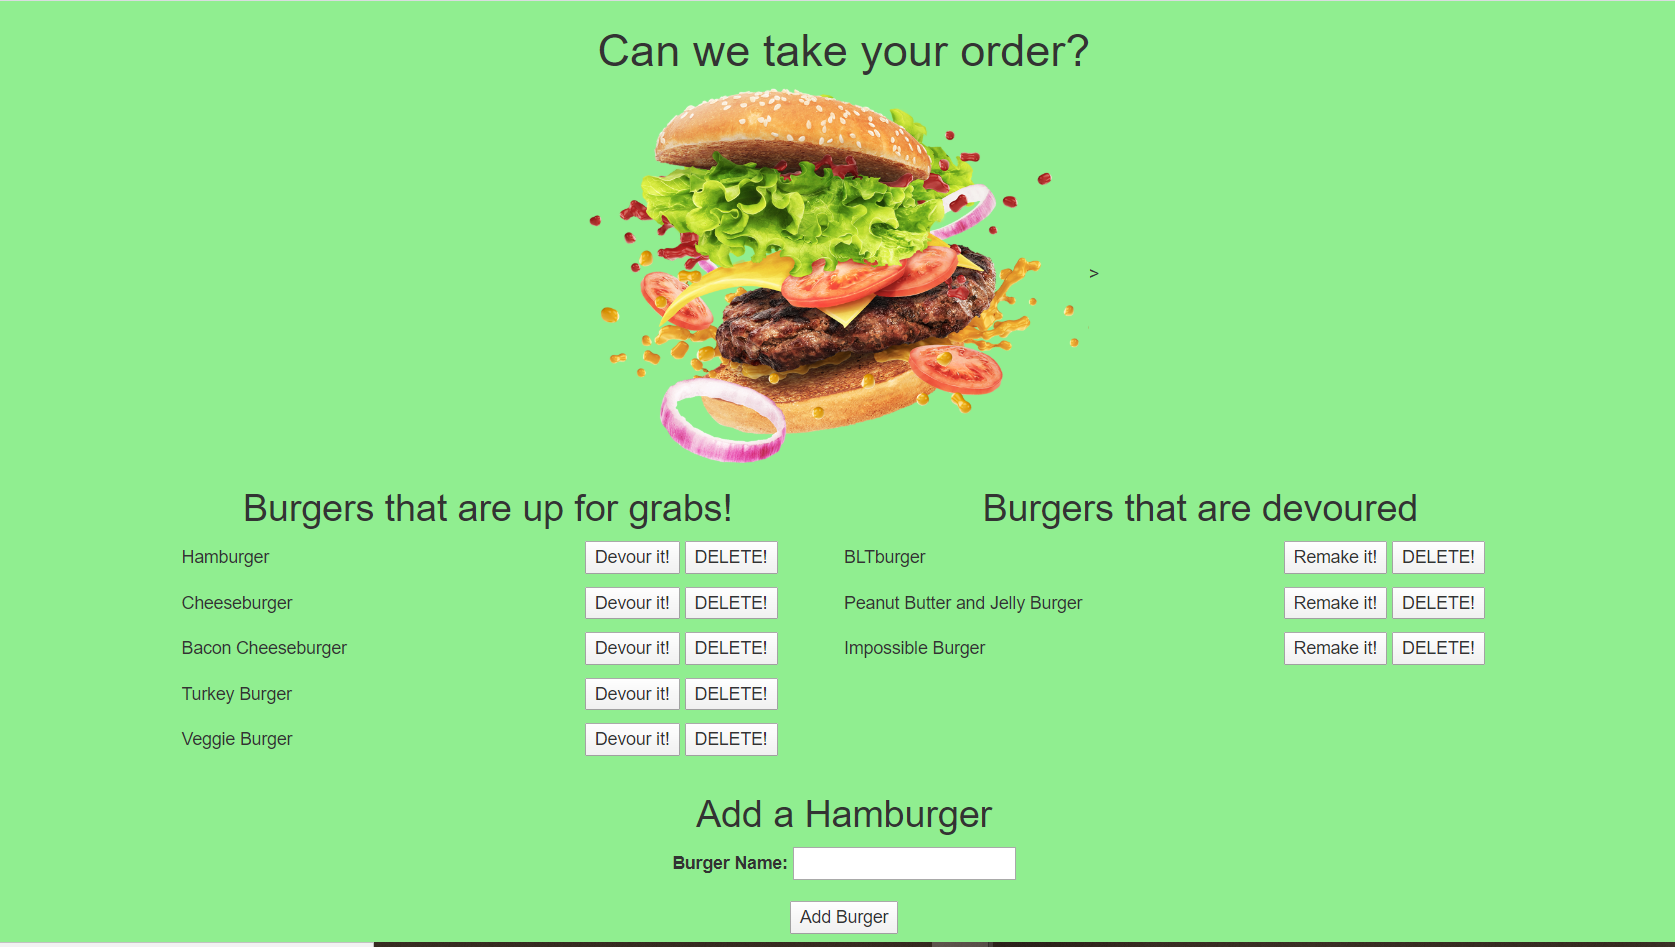 Can we take your order?
>
Burgers that are up for grabs!
Hamburger Devour it! DELETE!
Cheeseburger Devour it! DELETE!
Bacon Cheeseburger Devour it! DELETE!
Turkey Burger Devour it! DELETE!
Veggie Burger Devour it! DELETE!
Burgers that are devoured
BLTburger Remake it! DELETE!
Peanut Butter and Jelly Burger Remake it! DELETE!
Impossible Burger Remake it! DELETE!
Add a Hamburger
Burger Name:
Add Burger